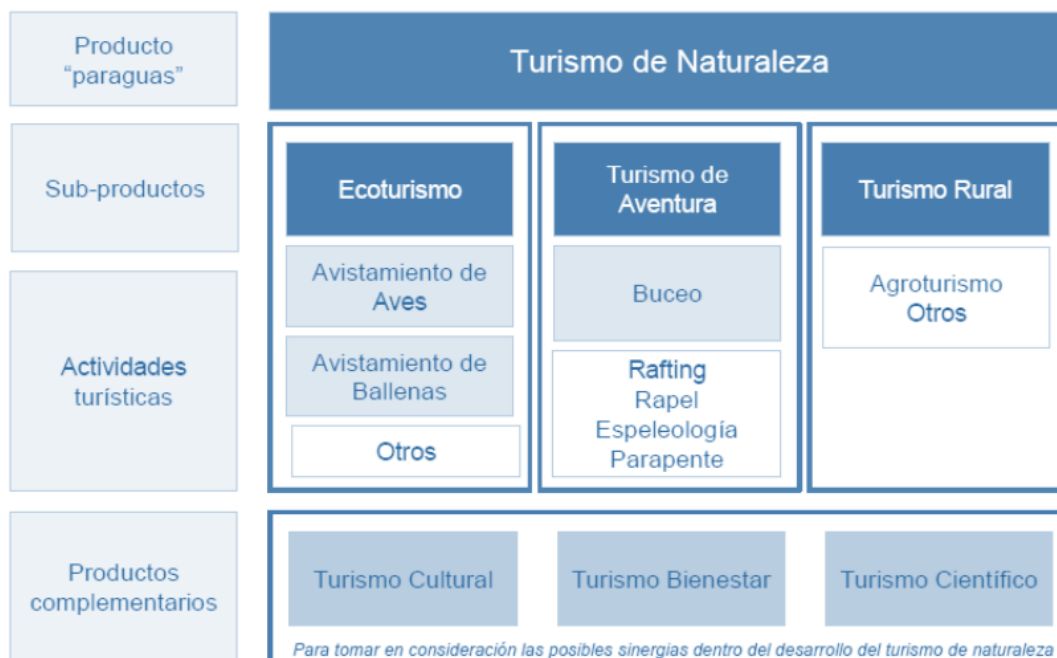 Producto
“paraguas”
Turismo de Naturaleza
Sub-productos
Ecoturismo
Turismo de
Aventura
Turismo Rural
Actividades
turísticas
Avistamiento de
Aves
Avistamiento de
Ballenas
Otros
Buceo
Rafting
Rapel
Espeleología
Parapente
Agroturismo
Otros
Productos
complementarios
Turismo Cultural
Turismo Bienestar
Turismo Científico
Para tomar en consideración las posibles sinergias dentro del desarrollo del turismo de naturaleza